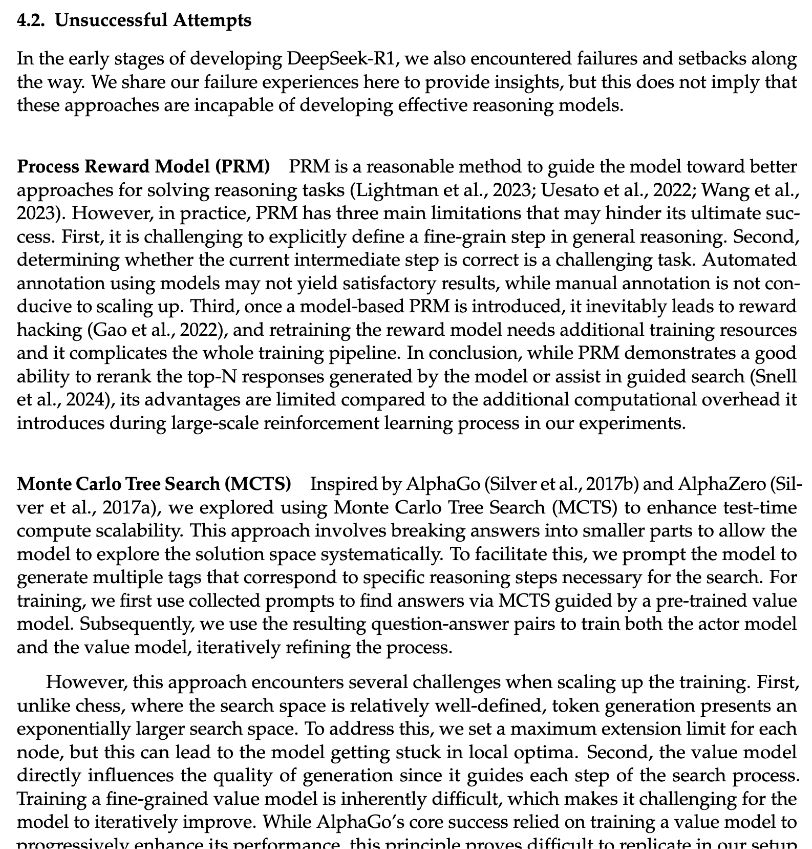 4.2. Unsuccessful Attempts
In the early stages of developing DeepSeek-R1, we also encountered failures and setbacks along
the way. We share our failure experiences here to provide insights, but this does not imply that
these approaches are incapable of developing effective reasoning models.
Process Reward Model (PRM) PRM is a reasonable method to guide the model toward better
approaches for solving reasoning tasks (Lightman et al., 2023; Uesato et al., 2022; Wang et al.,
2023). However, in practice, PRM has three main limitations that may hinder its ultimate suc-
cess. First, it is challenging to explicitly define a fine-grain step in general reasoning. Second,
determining whether the current intermediate step is correct is a challenging task. Automated
annotation using models may not yield satisfactory results, while manual annotation is not con-
ducive to scaling up. Third, once a model-based PRM is introduced, it inevitably leads to reward
hacking (Gao et al., 2022), and retraining the reward model needs additional training resources
and it complicates the whole training pipeline. In conclusion, while PRM demonstrates a good
ability to rerank the top-N responses generated by the model or assist in guided search (Snell
et al., 2024), its advantages are limited compared to the additional computational overhead it
introduces during large-scale reinforcement learning process in our experiments.
Monte Carlo Tree Search (MCTS) Inspired by AlphaGo (Silver et al., 2017b) and AlphaZero (Sil-
ver et al., 2017a), we explored using Monte Carlo Tree Search (MCTS) to enhance test-time
compute scalability. This approach involves breaking answers into smaller parts to allow the
model to explore the solution space systematically. To facilitate this, we prompt the model to
generate multiple tags that correspond to specific reasoning steps necessary for the search. For
training, we first use collected prompts to find answers via MCTS guided by a pre-trained value
model. Subsequently, we use the resulting question-answer pairs to train both the actor model
and the value model, iteratively refining the process.
However, this approach encounters several challenges when scaling up the training. First,
unlike chess, where the search space is relatively well-defined, token generation presents an
exponentially larger search space. To address this, we set a maximum extension limit for each
node, but this can lead to the model getting stuck in local optima. Second, the value model
directly influences the quality of generation since it guides each step of the search process.
Training a fine-grained value model is inherently difficult, which makes it challenging for the
model to iteratively improve. While AlphaGo's core success relied on training a value model to
progressively enhance its performance, this principle proves difficult to replicate in our setup